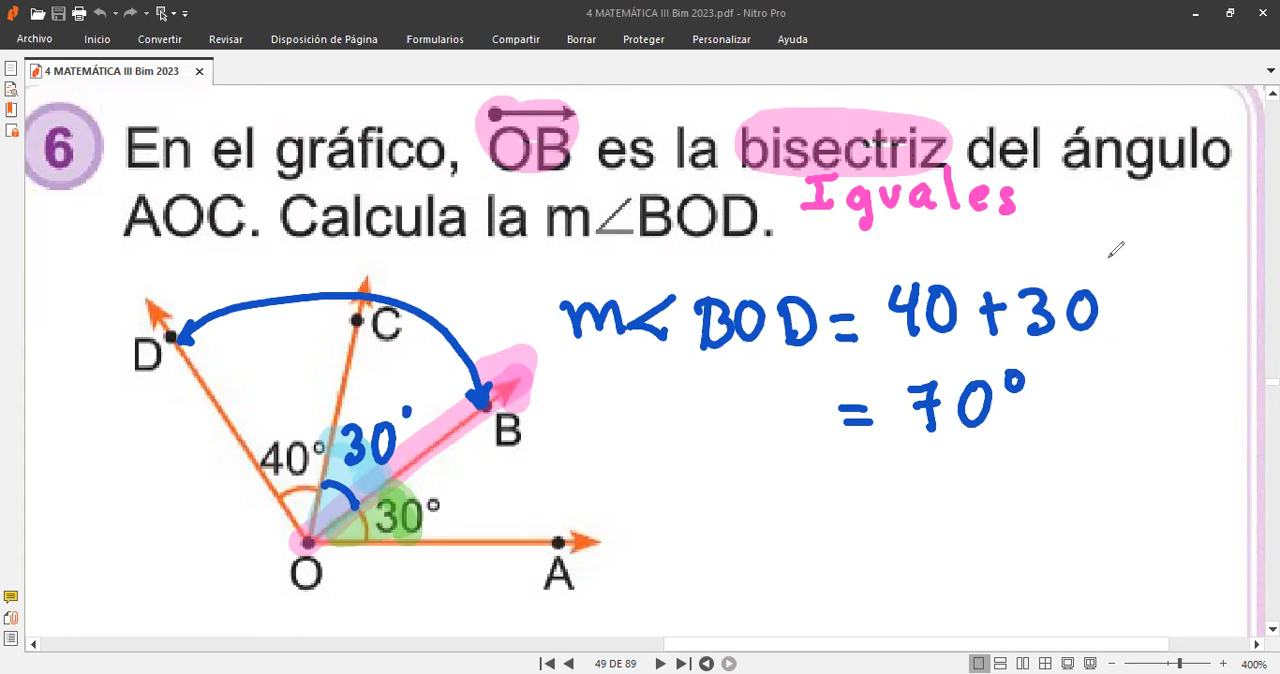 4 MATEMÁTICA III Bim 2023.pdf - Nitro Pro
Archivo Inicio Convertir Revisar Disposición de Página Formularios Compartir Borrar Proteger Personalizar Ayuda
4 MATEMÁTICA III Bim 2023
6 En el gráfico, OB es la bisectriz del ángulo
Iguales
AOC. Calcula la m∠BOD.
D
C
B
40°
30°
30°
O
A
m∠ BOD = 40 + 30
= 70°
49 DE 89
400%